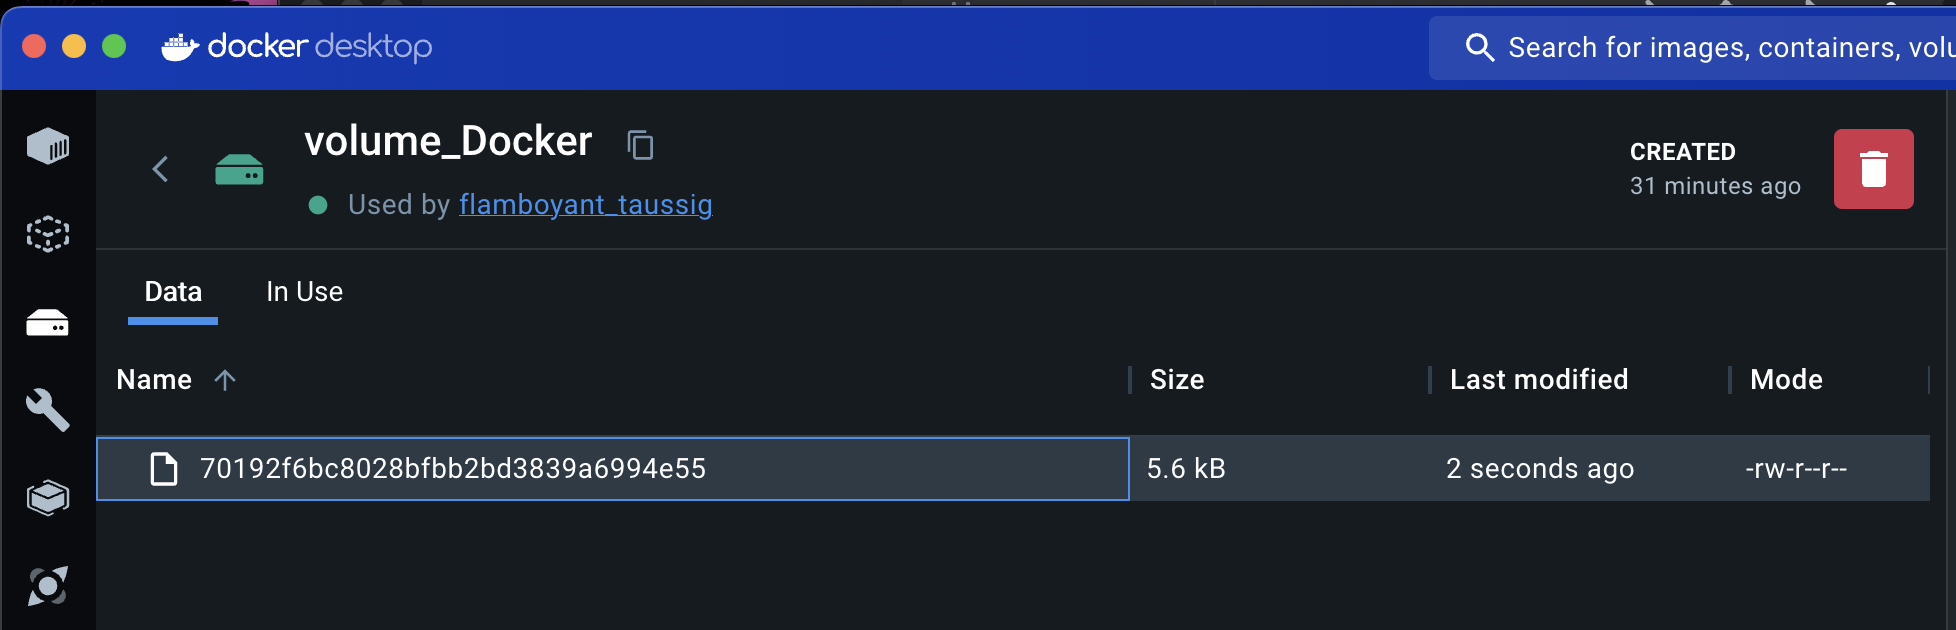 docker desktop
Search for images, containers, volu
volume_Docker
Used by flamboyant_taussig
CREATED
31 minutes ago
Data
In Use
Name
Size
Last modified
Mode
70192f6bc8028bfbb2bd3839a6994e55
5.6 kB
2 seconds ago
-rw-r--r--